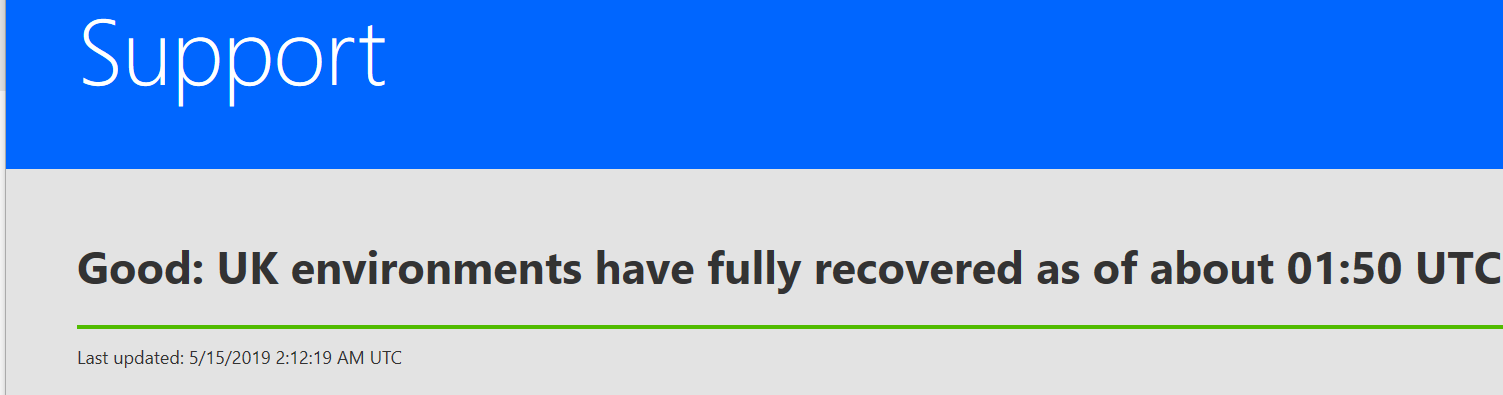 Support
Good: UK environments have fully recovered as of about 01:50 UTC
Last updated: 5/15/2019 2:12:19 AM UTC